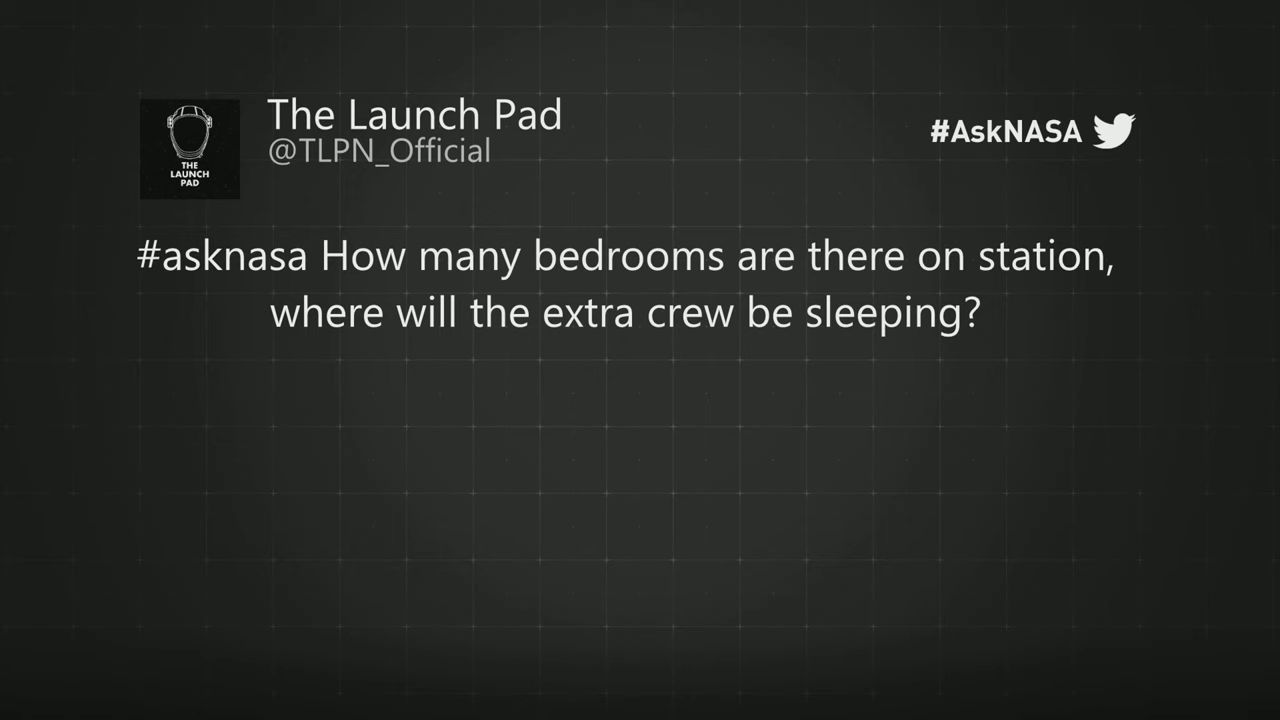 The Launch Pad
@TLPN_Official
#AskNASA
THE
LAUNCH
PAD
#asknasa How many bedrooms are there on station,
where will the extra crew be sleeping?